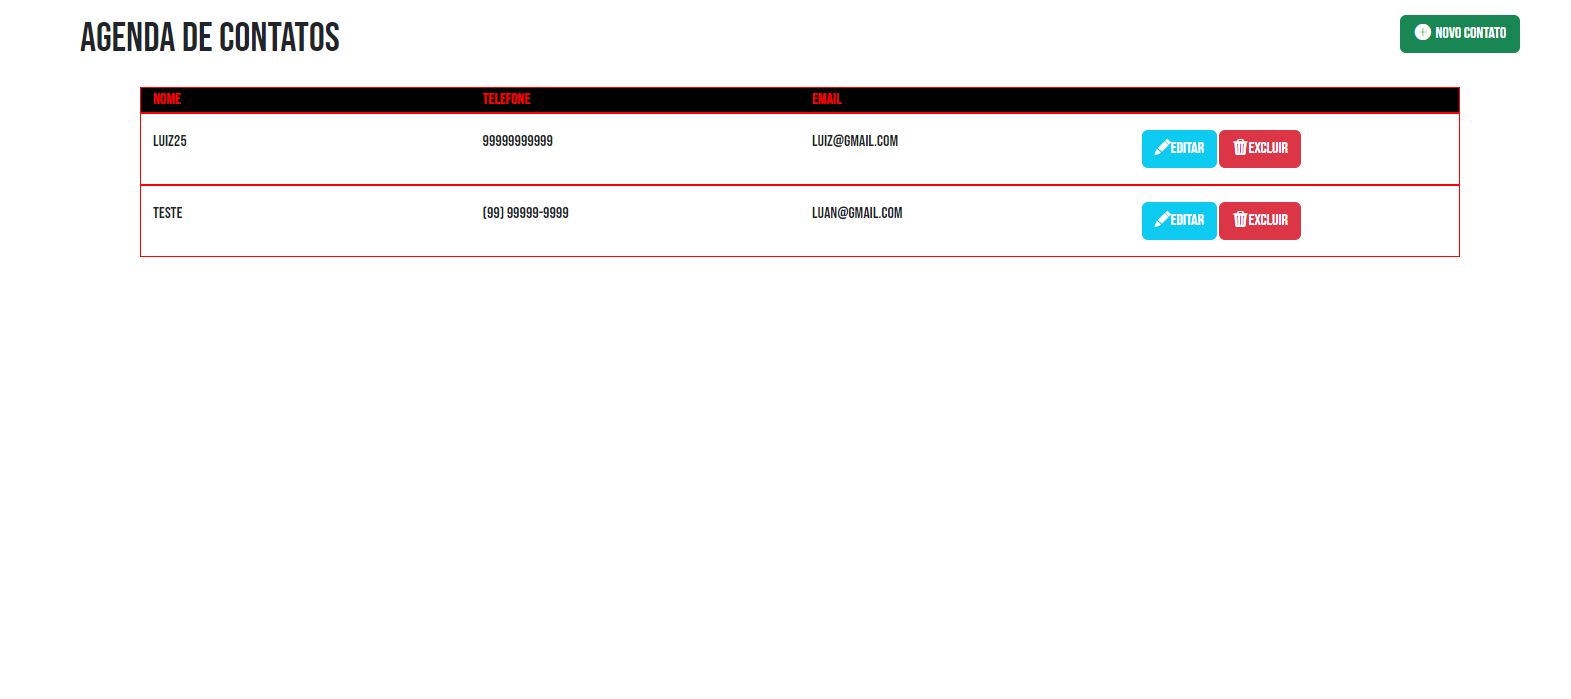 AGENDA DE CONTATOS
NOVO CONTATO
NOME TELEFONE EMAIL
LUIZ25 99999999999 LUIZ@GMAIL.COM EDITAR EXCLUIR
TESTE (99) 99999-9999 LUAN@GMAIL.COM EDITAR EXCLUIR